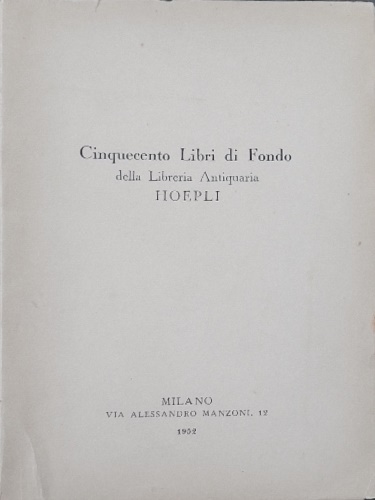 Cinquecento Libri di Fondo
della Libreria Antiquaria
HOEPLI
MILANO
VIA ALESSANDRO MANZONI, 12
1952